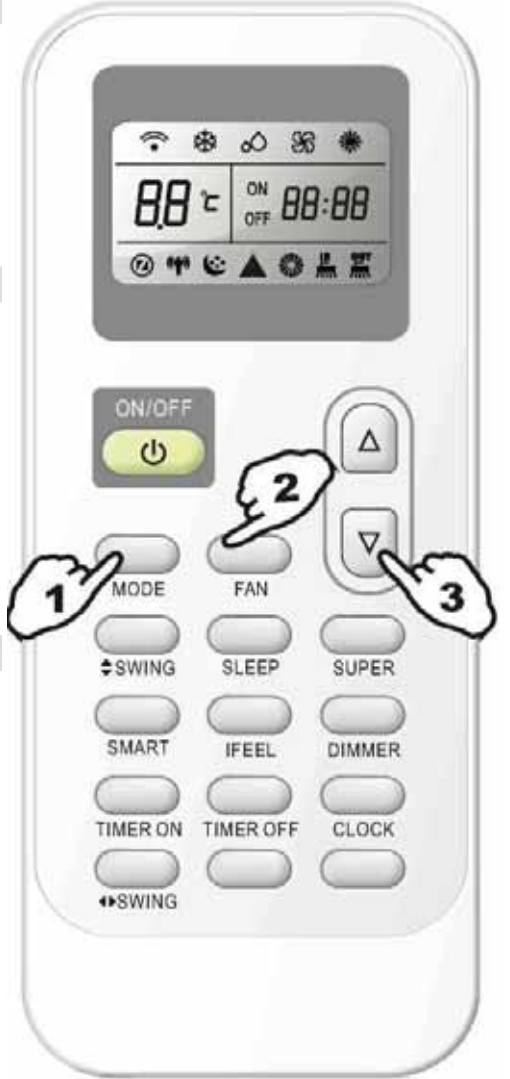 88 °C ON 88:88
OFF
ON/OFF
2
1
MODE FAN
3
SWING SLEEP SUPER
SMART IFEEL DIMMER
TIMER ON TIMER OFF CLOCK
SWING